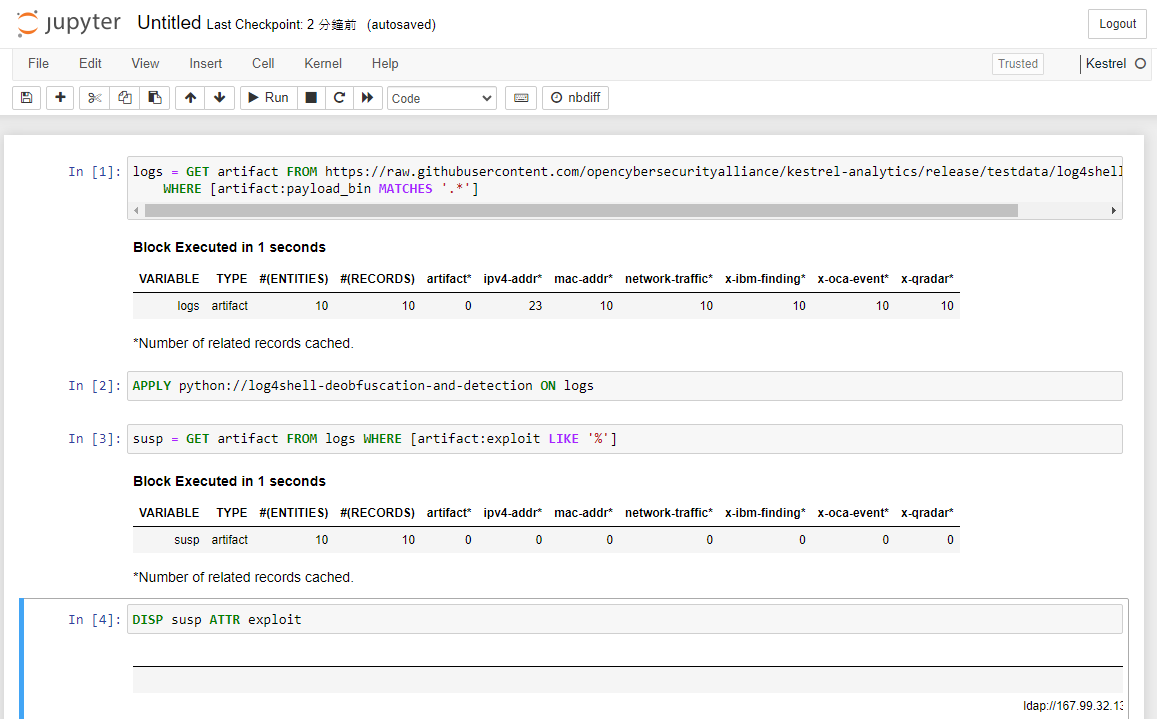 jupyter Untitled Last Checkpoint: 2 分鐘前 (autosaved) Logout
File Edit View Insert Cell Kernel Help Trusted Kestrel
Run Code nbdiff
In [1]: logs = GET artifact FROM https://raw.githubusercontent.com/opencybersecurityalliance/kestrel-analytics/release/testdata/log4shell
WHERE [artifact:payload_bin MATCHES '.*']
Block Executed in 1 seconds
VARIABLE TYPE #(ENTITIES) #(RECORDS) artifact* ipv4-addr* mac-addr* network-traffic* x-ibm-finding* x-oca-event* x-qradar*
logs artifact 10 10 0 23 10 10 10 10 10
*Number of related records cached.
In [2]: APPLY python://log4shell-deobfuscation-and-detection ON logs
In [3]: susp = GET artifact FROM logs WHERE [artifact:exploit LIKE '%']
Block Executed in 1 seconds
VARIABLE TYPE #(ENTITIES) #(RECORDS) artifact* ipv4-addr* mac-addr* network-traffic* x-ibm-finding* x-oca-event* x-qradar*
susp artifact 10 10 0 0 0 0 0 0 0
*Number of related records cached.
In [4]: DISP susp ATTR exploit
ldap://167.99.32.13